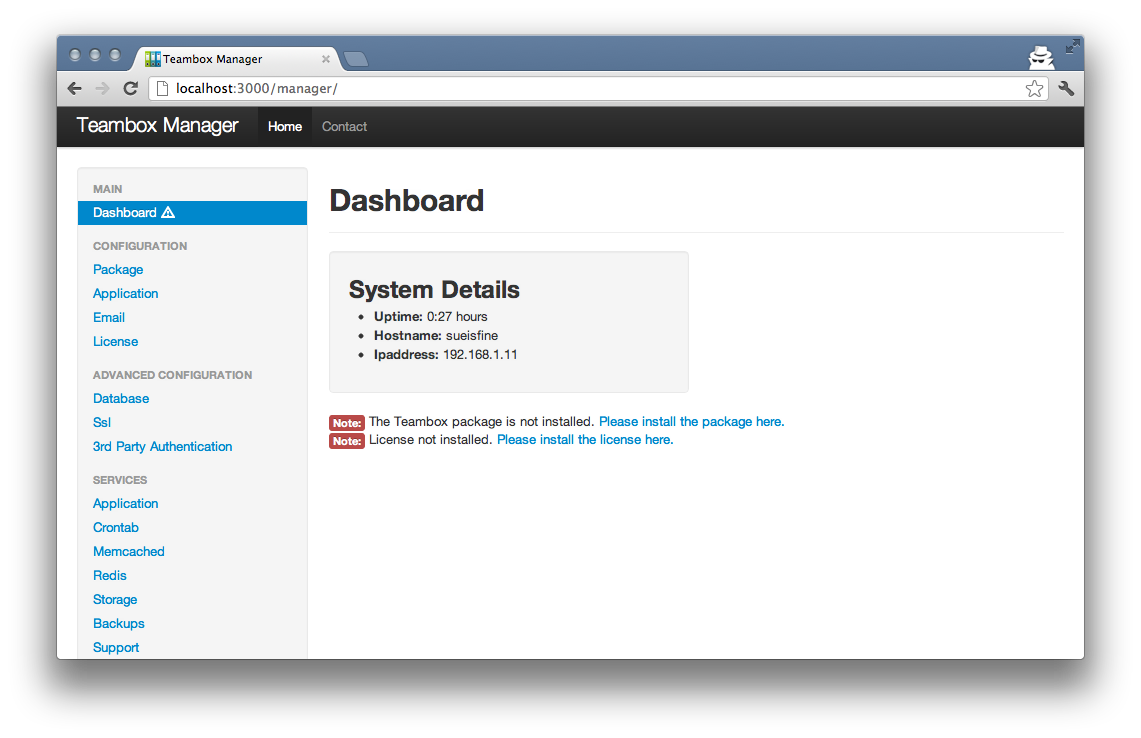 Teambox Manager
localhost:3000/manager/
Teambox Manager Home Contact
MAIN
Dashboard
CONFIGURATION
Package
Application
Email
License
ADVANCED CONFIGURATION
Database
Ssl
3rd Party Authentication
SERVICES
Application
Crontab
Memcached
Redis
Storage
Backups
Support
Dashboard
System Details
Uptime: 0:27 hours
Hostname: sueisfine
Ipaddress: 192.168.1.11
Note: The Teambox package is not installed. Please install the package here.
Note: License not installed. Please install the license here.